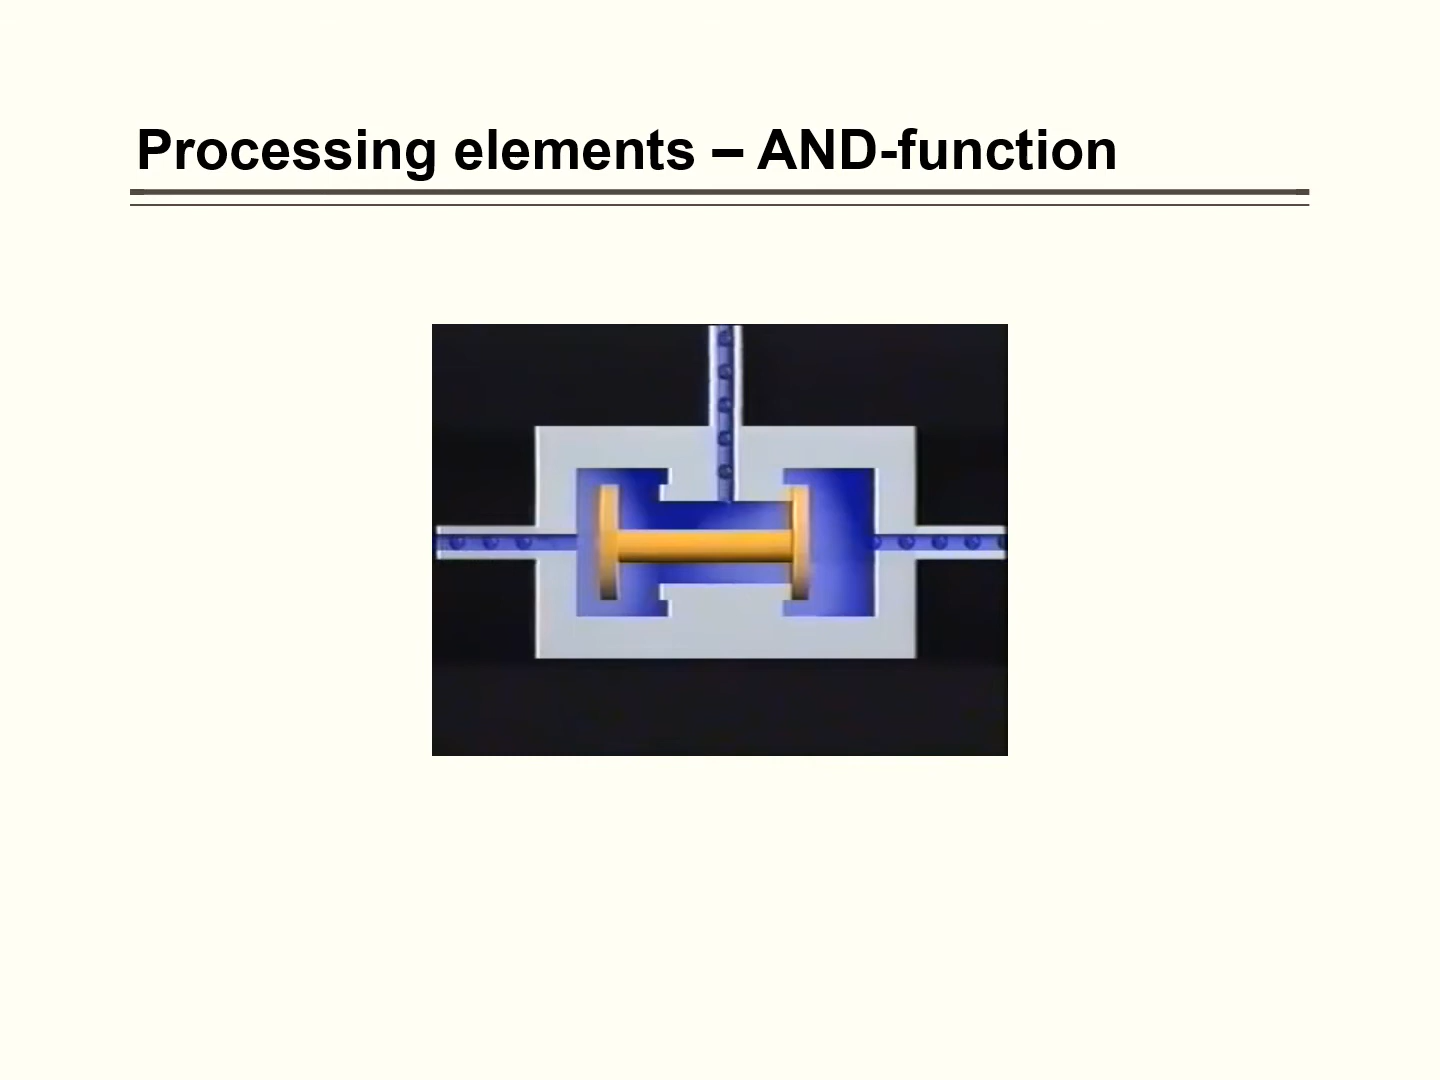 Processing elements – AND-function